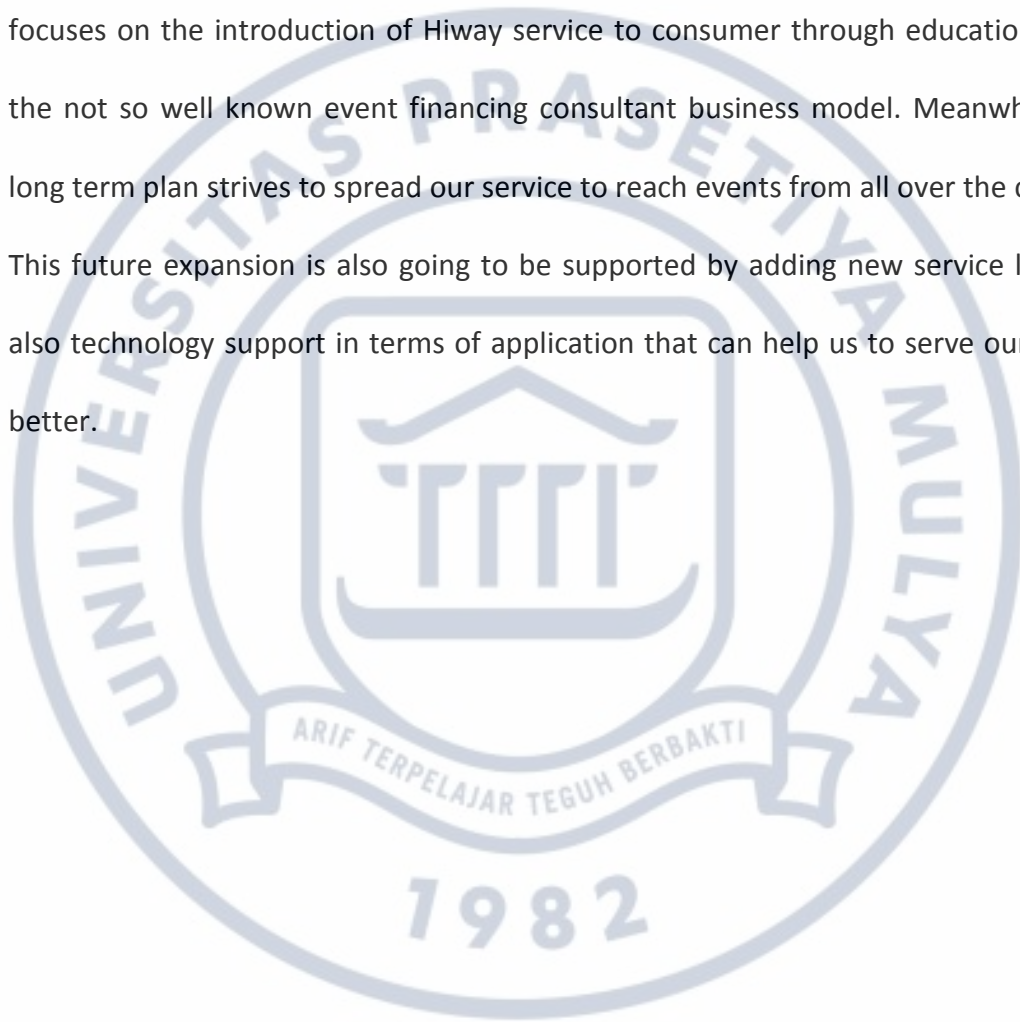 focuses on the introduction of Hiway service to consumer through educatio
the not so well known event financing consultant business model. Meanwh
long term plan strives to spread our service to reach events from all over the
This future expansion is also going to be supported by adding new service
also technology support in terms of application that can help us to serve our
better.
UNIVERSITAS PRASETIYA MULYA
ARIF TERPELAJAR TEGUH BERBAKTI
1982